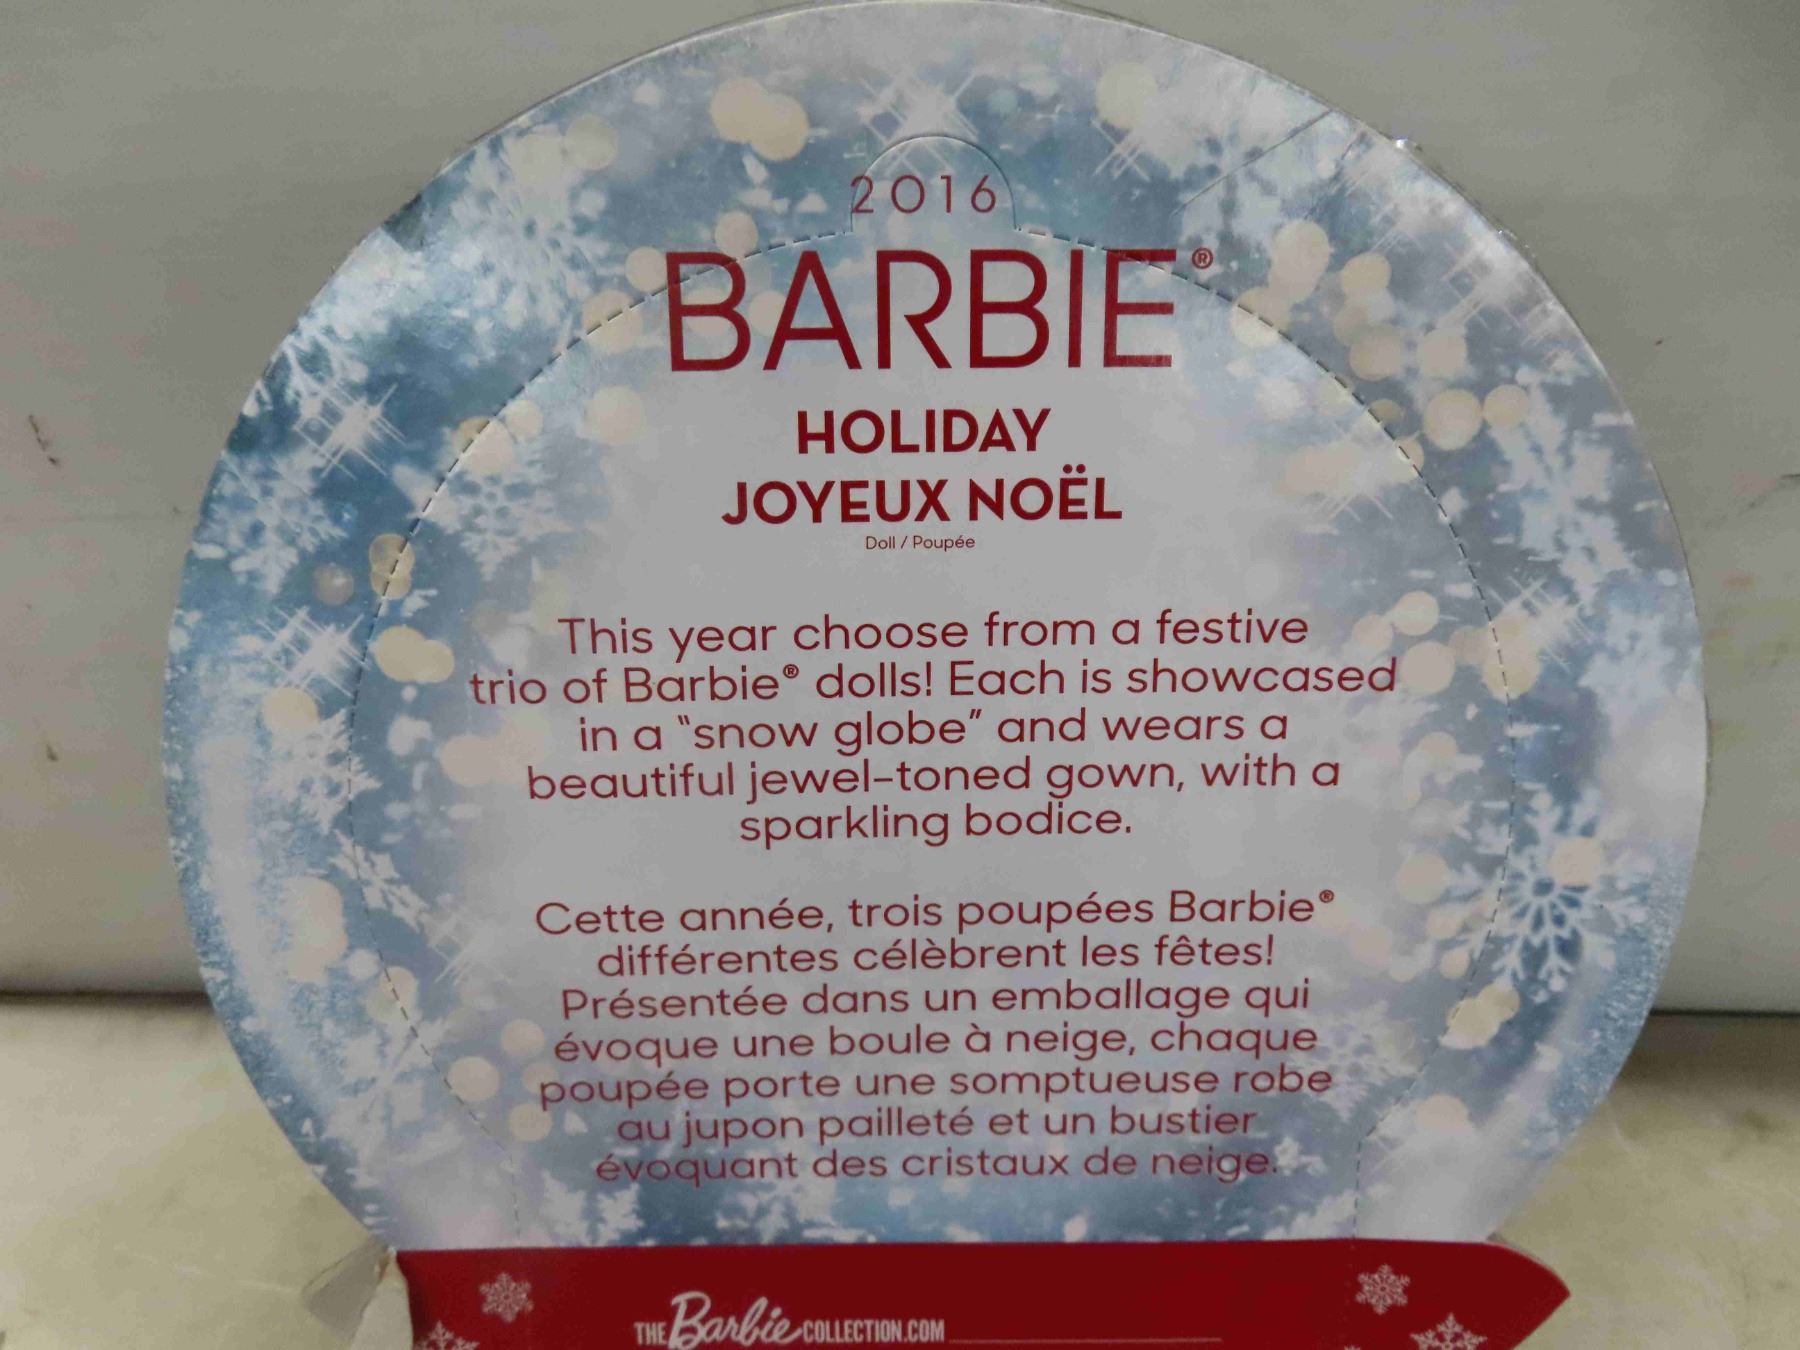 2016
BARBIE®
HOLIDAY
JOYEUX NOËL
Doll / Poupée
This year choose from a festive
trio of Barbie® dolls! Each is showcased
in a "snow globe" and wears a
beautiful jewel-toned gown, with a
sparkling bodice.
Cette année, trois poupées Barbie®
différentes célèbrent les fêtes!
Présentée dans un emballage qui
évoque une boule à neige, chaque
poupée porte une somptueuse robe
au jupon pailleté et un bustier
évoquant des cristaux de neige.
THE Barbie COLLECTION.COM